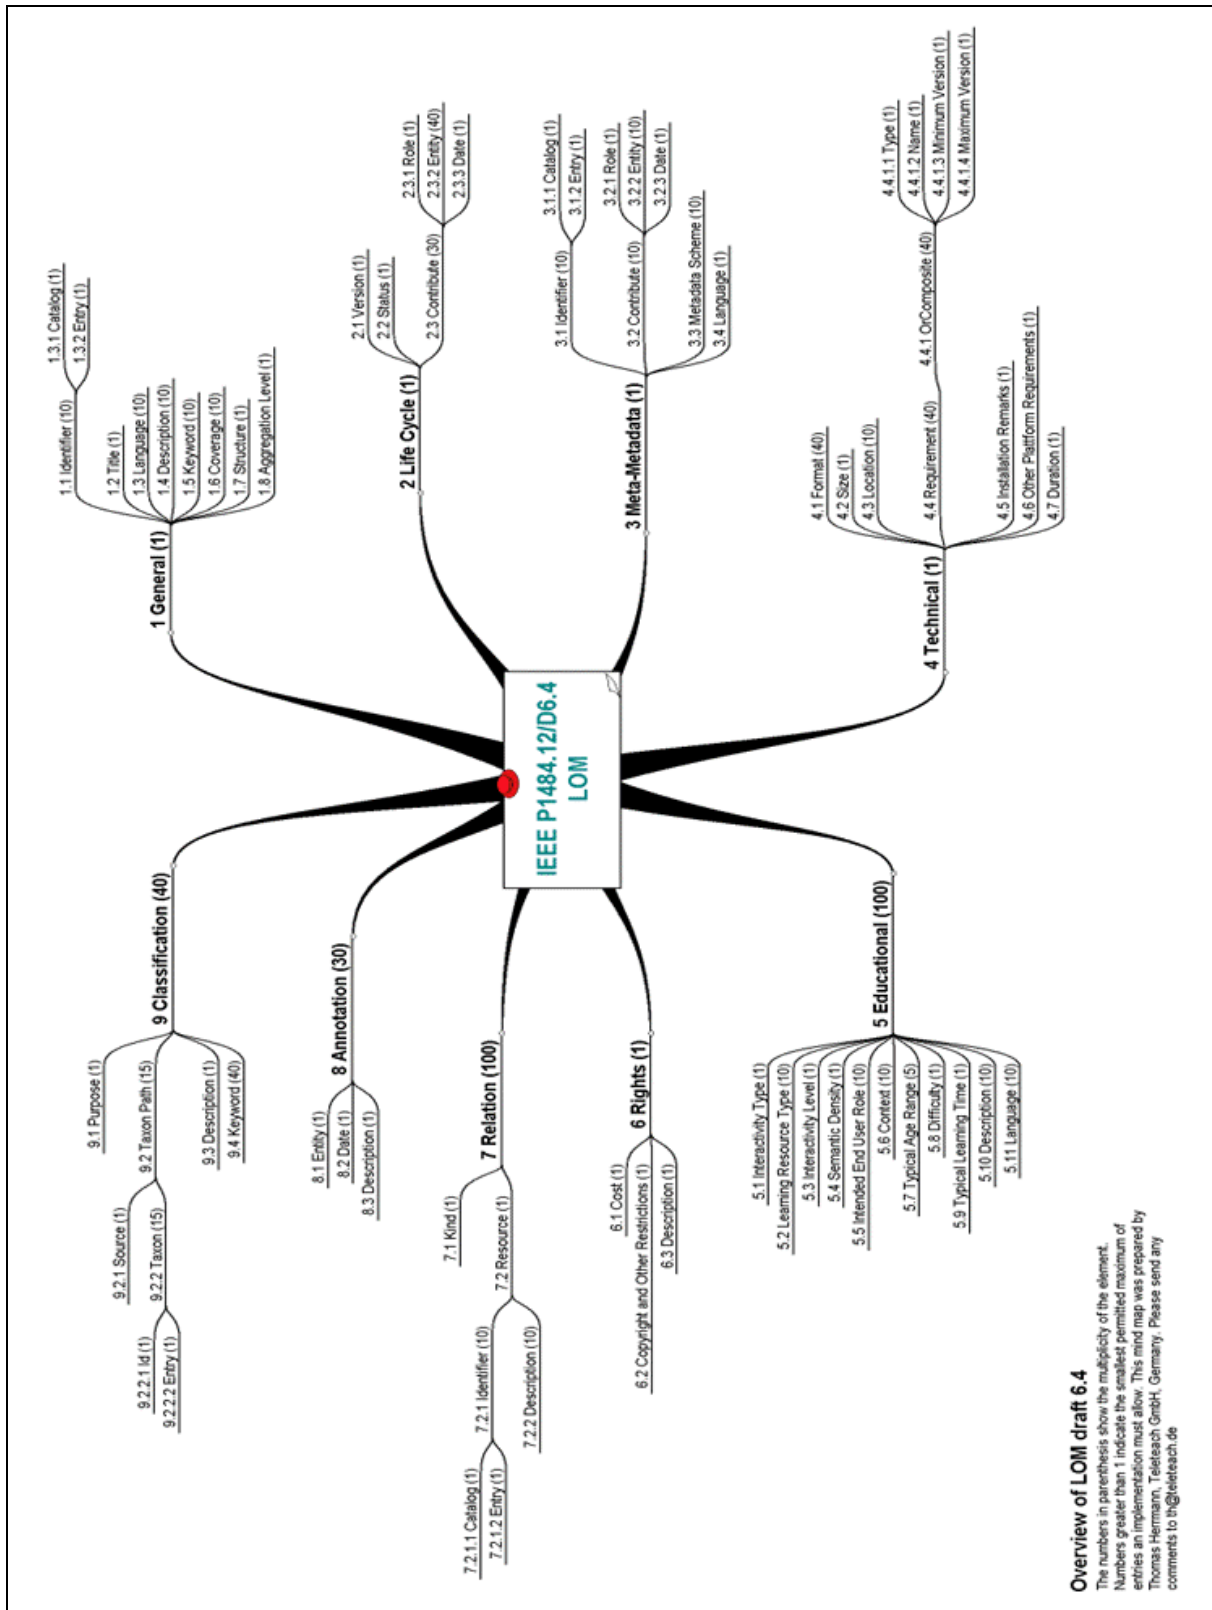 IEEE P1484.12/D6.4
LOM
1 General (1)
1.1 Identifier (10)
1.3.1 Catalog (1)
1.3.2 Entry (1)
1.2 Title (1)
1.3 Language (10)
1.4 Description (10)
1.5 Keyword (10)
1.6 Coverage (10)
1.7 Structure (1)
1.8 Aggregation Level (1)
2 Life Cycle (1)
2.1 Version (1)
2.2 Status (1)
2.3 Contribute (30)
2.3.1 Role (1)
2.3.2 Entity (40)
2.3.3 Date (1)
3 Meta-Metadata (1)
3.1 Identifier (10)
3.1.1 Catalog (1)
3.1.2 Entry (1)
3.2 Contribute (10)
3.2.1 Role (1)
3.2.2 Entity (10)
3.2.3 Date (1)
3.3 Metadata Scheme (10)
3.4 Language (1)
4 Technical (1)
4.1 Format (40)
4.2 Size (1)
4.3 Location (10)
4.4 Requirement (40)
4.4.1 OrComposite (40)
4.4.1.1 Type (1)
4.4.1.2 Name (1)
4.4.1.3 Minimum Version (1)
4.4.1.4 Maximum Version (1)
4.5 Installation Remarks (1)
4.6 Other Plattform Requirements (1)
4.7 Duration (1)
5 Educational (100)
5.1 Interactivity Type (1)
5.2 Learning Resource Type (10)
5.3 Interactivity Level (1)
5.4 Semantic Density (1)
5.5 Intended End User Role (10)
5.6 Context (10)
5.7 Typical Age Range (5)
5.8 Difficulty (1)
5.9 Typical Learning Time (1)
5.10 Description (10)
5.11 Language (10)
6 Rights (1)
6.1 Cost (1)
6.2 Copyright and Other Restrictions (1)
6.3 Description (1)
7 Relation (100)
7.1 Kind (1)
7.2 Resource (1)
7.2.1 Identifier (10)
7.2.1.1 Catalog (1)
7.2.1.2 Entry (1)
7.2.2 Description (10)
8 Annotation (30)
8.1 Entity (1)
8.2 Date (1)
8.3 Description (1)
9 Classification (40)
9.1 Purpose (1)
9.2 Taxon Path (15)
9.2.1 Source (1)
9.2.2 Taxon (15)
9.2.2.1 Id (1)
9.2.2.2 Entry (1)
9.3 Description (1)
9.4 Keyword (40)
Overview of LOM draft 6.4
The numbers in parenthesis show the multiplicity of the element.
Numbers greater than 1 indicate the smallest permitted maximum of
entries an implementation must allow. This mind map was prepared by
Thomas Herrmann, Teleteach GmbH, Germany. Please send any
comments to th@teleteach.de